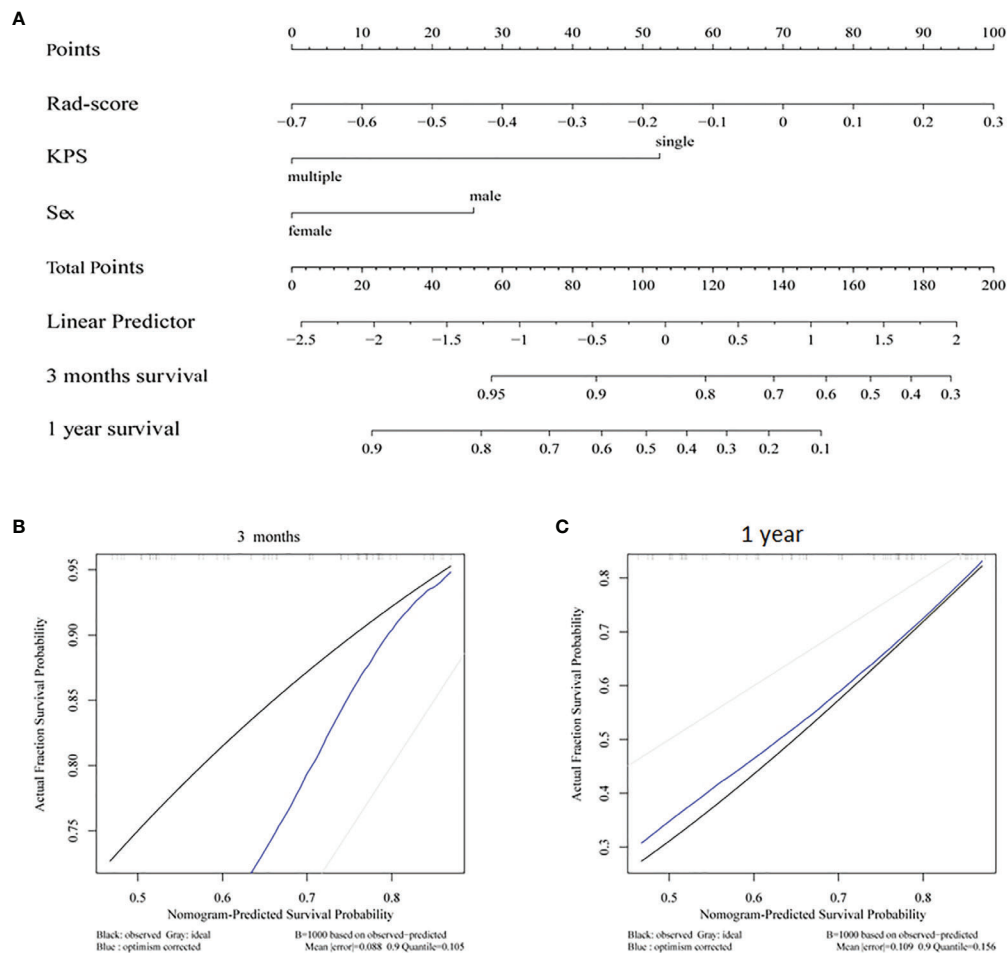 A
Points
0 10 20 30 40 50 60 70 80 90 100
Rad-score
−0.7 −0.6 −0.5 −0.4 −0.3 −0.2 −0.1 0 0.1 0.2 0.3
single
KPS
multiple
male
Sex
female
Total Points
0 20 40 60 80 100 120 140 160 180 200
Linear Predictor
−2.5 −2 −1.5 −1 −0.5 0 0.5 1 1.5 2
3 months survival
0.95 0.9 0.8 0.7 0.6 0.5 0.4 0.3
1 year survival
0.9 0.8 0.7 0.6 0.5 0.4 0.3 0.2 0.1
B
3 months
Actual Fraction Survival Probability
0.95
0.90
0.85
0.80
0.75
0.5 0.6 0.7 0.8
Nomogram-Predicted Survival Probability
Black: observed Gray: ideal
Blue : optimism corrected
B=1000 based on observed−predicted
Mean |error|=0.088 0.9 Quantile=0.105
C
1 year
Actual Fraction Survival Probability
0.8
0.7
0.6
0.5
0.4
0.3
0.5 0.6 0.7 0.8
Nomogram-Predicted Survival Probability
Black: observed Gray: ideal
Blue : optimism corrected
B=1000 based on observed−predicted
Mean |error|=0.109 0.9 Quantile=0.156